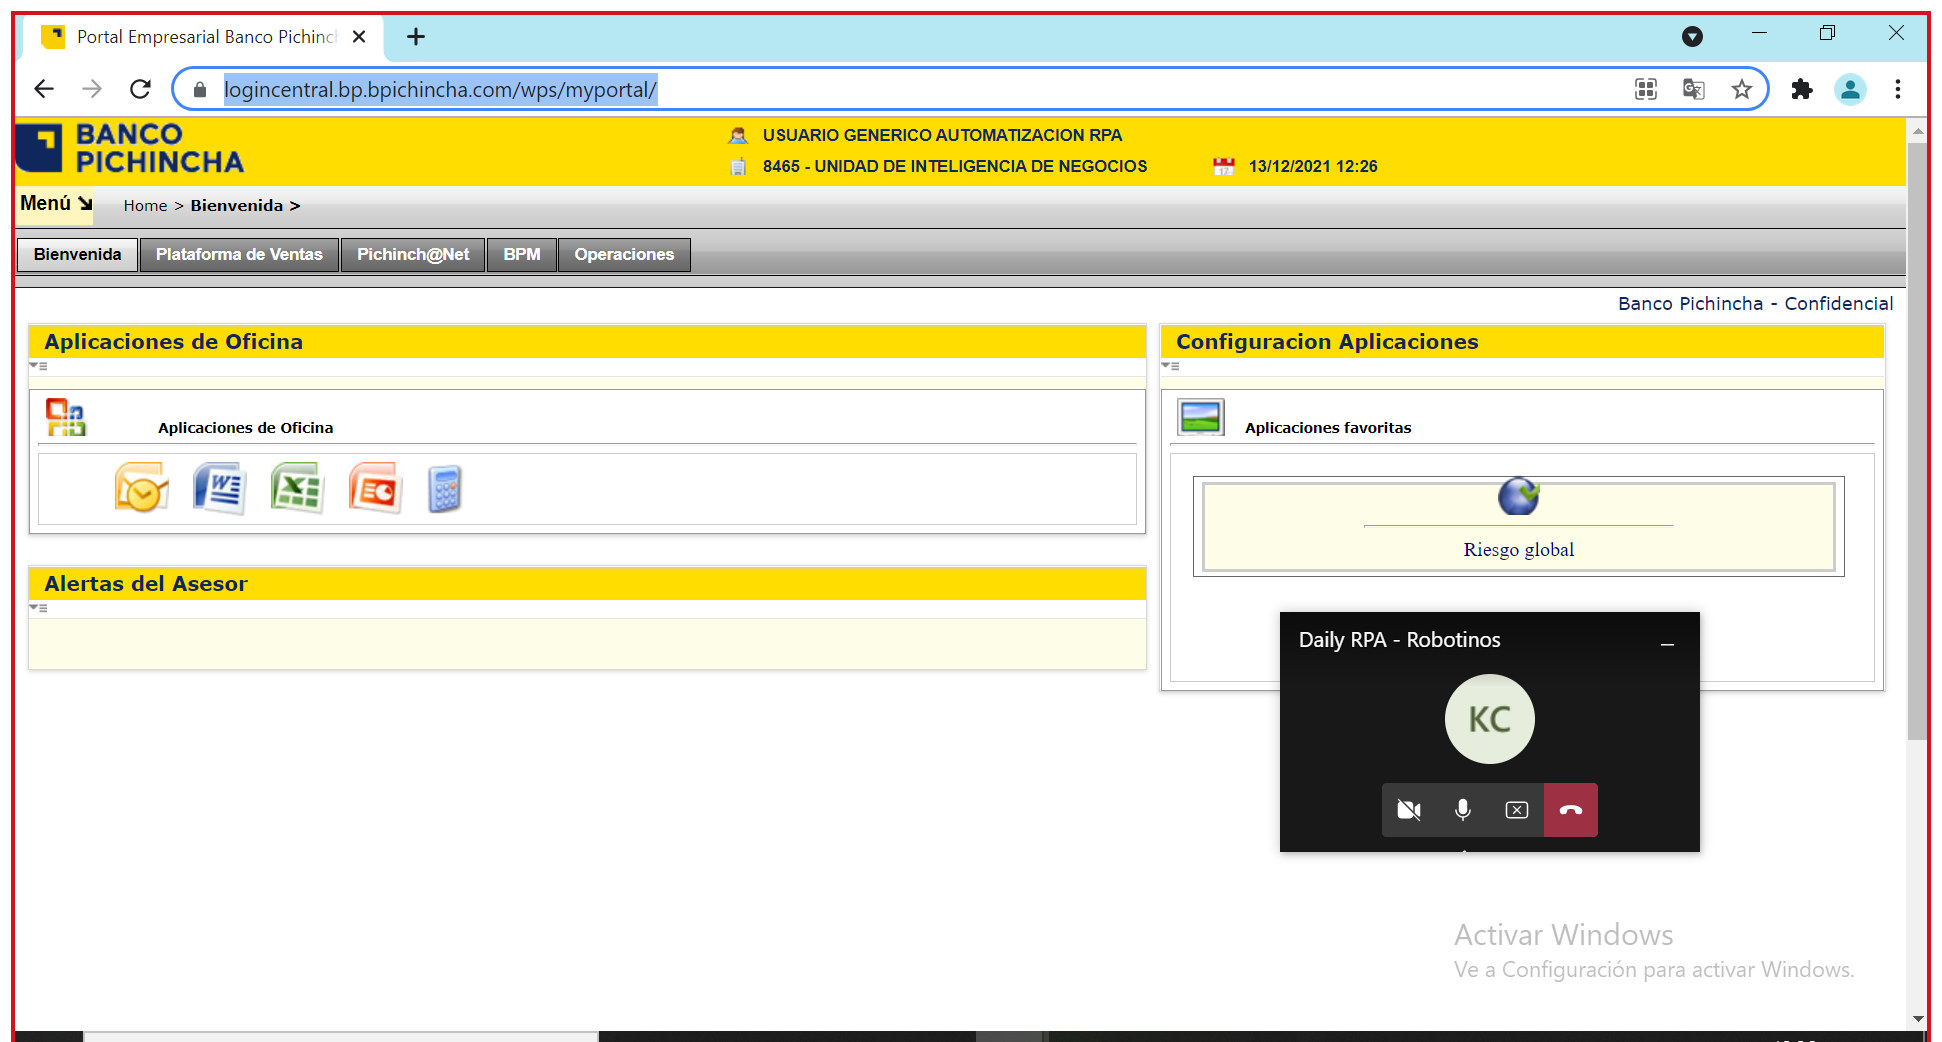 Portal Empresarial Banco Pichinc
logincentral.bp.bpichincha.com/wps/myportal/
BANCO
PICHINCHA
USUARIO GENERICO AUTOMATIZACION RPA
8465 - UNIDAD DE INTELIGENCIA DE NEGOCIOS
13/12/2021 12:26
Menú
Home > Bienvenida >
Bienvenida
Plataforma de Ventas
Pichinch@Net
BPM
Operaciones
Banco Pichincha - Confidencial
Aplicaciones de Oficina
Aplicaciones de Oficina
Alertas del Asesor
Configuracion Aplicaciones
Aplicaciones favoritas
Riesgo global
Daily RPA - Robotinos
KC
Activar Windows
Ve a Configuración para activar Windows.